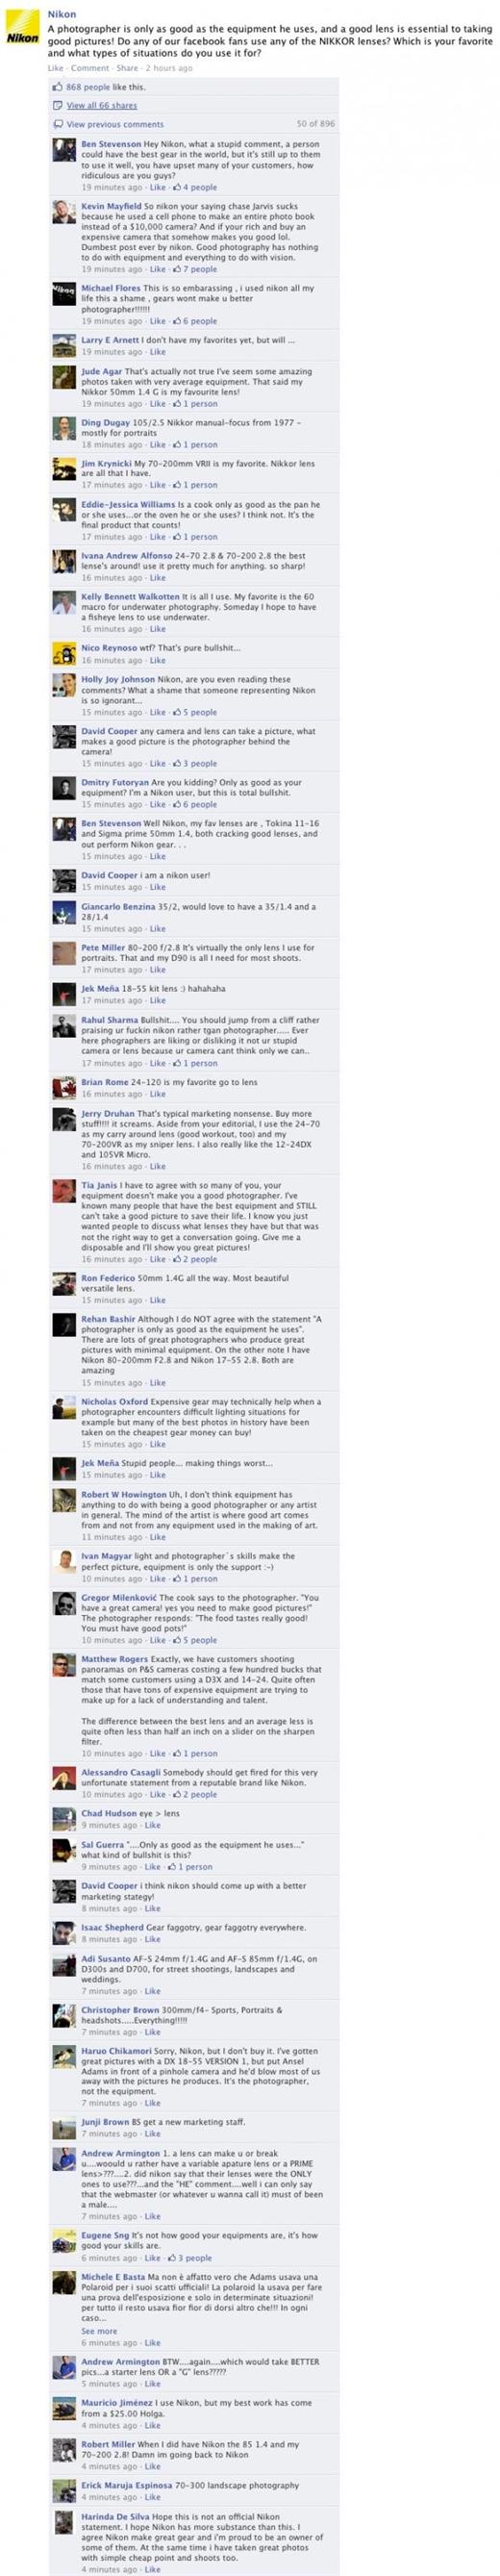 Nikon
Nikon
A photographer is only as good as the equipment he uses, and a good lens is essential to taking
good pictures! Do any of our facebook fans use any of the NIKKOR lenses? Which is your favorite
and what types of situations do you use it for?
Like · Comment · Share · 2 hours ago
868 people like this.
View all 66 shares
View previous comments 50 of 896
Ben Stevenson Hey Nikon, what a stupid comment, a person
could have the best gear in the world, but it's still up to them
to use it well, you have upset many of your customers, how
ridiculous are you guys?
19 minutes ago · Like · 4 people
Kevin Mayfield So nikon your saying chase Jarvis sucks
because he used a cell phone to make an entire photo book
instead of a $10,000 camera? And if your rich and buy an
expensive camera that somehow makes you good lol.
Dumbest post ever by nikon. Good photography has nothing
to do with equipment and everything to do with vision.
19 minutes ago · Like · 7 people
Michael Flores This is so embarassing , i used nikon all my
life this a shame , gears wont make u better
photographer!!!!!!
19 minutes ago · Like · 6 people
Larry E Arnett I don't have my favorites yet, but will ...
19 minutes ago · Like
Jude Agar That's actually not true I've seem some amazing
photos taken with very average equipment. That said my
Nikkor 50mm 1.4 G is my favourite lens!
19 minutes ago · Like · 1 person
Ding Dugay 105/2.5 Nikkor manual-focus from 1977 -
mostly for portraits
18 minutes ago · Like · 1 person
Jim Krynicki My 70-200mm VRII is my favorite. Nikkor lens
are all that I have.
17 minutes ago · Like · 1 person
Eddie-Jessica Williams Is a cook only as good as the pan he
or she uses...or the oven he or she uses? I think not. It's the
final product that counts!
17 minutes ago · Like · 1 person
Ivana Andrew Alfonso 24-70 2.8 & 70-200 2.8 the best
lense's around! use it pretty much for anything. so sharp!
16 minutes ago · Like
Kelly Bennett Walkotten It is all I use. My favorite is the 60
macro for underwater photography. Someday I hope to have
a fisheye lens to use underwater.
16 minutes ago · Like
Nico Reynoso wtf? That's pure bullshit...
16 minutes ago · Like
Holly Joy Johnson Nikon, are you even reading these
comments? What a shame that someone representing Nikon
is so ignorant...
15 minutes ago · Like · 5 people
David Cooper any camera and lens can take a picture, what
makes a good picture is the photographer behind the
camera!
15 minutes ago · Like · 3 people
Dmitry Futoryan Are you kidding? Only as good as your
equipment? I'm a Nikon user, but this is total bullshit.
15 minutes ago · Like · 6 people
Ben Stevenson Well Nikon, my fav lenses are , Tokina 11-16
and Sigma prime 50mm 1.4, both cracking good lenses, and
out perform Nikon gear. . .
15 minutes ago · Like
David Cooper i am a nikon user!
15 minutes ago · Like
Giancarlo Benzina 35/2, would love to have a 35/1.4 and a
28/1.4
15 minutes ago · Like
Pete Miller 80-200 f/2.8 It's virtually the only lens I use for
portraits. That and my D90 is all I need for most shoots.
17 minutes ago · Like
Jek Meña 18-55 kit lens :) hahahaha
17 minutes ago · Like
Rahul Sharma Bullshit.... You should jump from a cliff rather
praising ur fuckin nikon rather tgan photographer..... Ever
here phographers are liking or disliking it not ur stupid
camera or lens because ur camera cant think only we can..
17 minutes ago · Like · 1 person
Brian Rome 24-120 is my favorite go to lens
16 minutes ago · Like
Jerry Druhan That's typical marketing nonsense. Buy more
stuff!!!! it screams. Aside from your editorial, I use the 24-70
as my carry around lens (good workout, too) and my
70-200VR as my sniper lens. I also really like the 12-24DX
and 105VR Micro.
16 minutes ago · Like
Tia Janis I have to agree with so many of you, your
equipment doesn't make you a good photographer. I've
known many people that have the best equipment and STILL
can't take a good picture to save their life. I know you just
wanted people to discuss what lenses they have but that was
not the right way to get a conversation going. Give me a
disposable and I'll show you great pictures!
16 minutes ago · Like · 2 people
Ron Federico 50mm 1.4G all the way. Most beautiful
versatile lens.
15 minutes ago · Like
Rehan Bashir Although I do NOT agree with the statement "A
photographer is only as good as the equipment he uses".
There are lots of great photographers who produce great
pictures with minimal equipment. On the other note I have
Nikon 80-200mm F2.8 and Nikon 17-55 2.8. Both are
amazing
15 minutes ago · Like
Nicholas Oxford Expensive gear may technically help when a
photographer encounters difficult lighting situations for
example but many of the best photos in history have been
taken on the cheapest gear money can buy!
15 minutes ago · Like
Jek Meña Stupid people... making things worst...
15 minutes ago · Like
Robert W Howington Uh, I don't think equipment has
anything to do with being a good photographer or any artist
in general. The mind of the artist is where good art comes
from and not from any equipment used in the making of art.
11 minutes ago · Like
Ivan Magyar light and photographer´s skills make the
perfect picture, equipment is only the support :-)
10 minutes ago · Like · 1 person
Gregor Milenković The cook says to the photographer. "You
have a great camera! yes you need to make good pictures!"
The photographer responds: "The food tastes really good!
You must have good pots!"
10 minutes ago · Like · 5 people
Matthew Rogers Exactly, we have customers shooting
panoramas on P&S cameras costing a few hundred bucks that
match some customers using a D3X and 14-24. Quite often
those that have tons of expensive equipment are trying to
make up for a lack of understanding and talent.
The difference between the best lens and an average less is
quite often less than half an inch on a slider on the sharpen
filter.
10 minutes ago · Like · 1 person
Alessandro Casagli Somebody should get fired for this very
unfortunate statement from a reputable brand like Nikon.
10 minutes ago · Like · 2 people
Chad Hudson eye > lens
9 minutes ago · Like
Sal Guerra "....Only as good as the equipment he uses..."
what kind of bullshit is this?
9 minutes ago · Like · 1 person
David Cooper i think nikon should come up with a better
marketing stategy!
8 minutes ago · Like
Isaac Shepherd Gear faggotry, gear faggotry everywhere.
8 minutes ago · Like
Adi Susanto AF-S 24mm f/1.4G and AF-S 85mm f/1.4G, on
D300s and D700, for street shootings, landscapes and
weddings.
7 minutes ago · Like
Christopher Brown 300mm/f4- Sports, Portraits &
headshots.....Everything!!!!!
7 minutes ago · Like
Haruo Chikamori Sorry, Nikon, but I don't buy it. I've gotten
great pictures with a DX 18-55 VERSION 1, but put Ansel
Adams in front of a pinhole camera and he'd blow most of us
away with the pictures he produces. It's the photographer,
not the equipment.
7 minutes ago · Like
Junji Brown BS get a new marketing staff.
7 minutes ago · Like
Andrew Armington 1. a lens can make u or break
u....woould u rather have a variable apature lens or a PRIME
lens>???....2. did nikon say that their lenses were the ONLY
ones to use???...and the "HE" comment....well i can only say
that the webmaster (or whatever u wanna call it) must of been
a male....
7 minutes ago · Like
Eugene Sng It's not how good your equipments are, it's how
good your skills are.
6 minutes ago · Like · 3 people
Michele E Basta Ma non è affatto vero che Adams usava una
Polaroid per i suoi scatti ufficiali! La polaroid la usava per fare
una prova dell'esposizione e solo in determinate situazioni!
per tutto il resto usava fior fior di dorsi altro che!!! In ogni
caso...
See more
6 minutes ago · Like
Andrew Armington BTW....again....which would take BETTER
pics...a starter lens OR a "G" lens?????
5 minutes ago · Like
Mauricio Jiménez I use Nikon, but my best work has come
from a $25.00 Holga.
4 minutes ago · Like
Robert Miller When I did have Nikon the 85 1.4 and my
70-200 2.8! Damn im going back to Nikon
4 minutes ago · Like
Erick Maruja Espinosa 70-300 landscape photography
4 minutes ago · Like
Harinda De Silva Hope this is not an official Nikon
statement. I hope Nikon has more substance than this. I
agree Nikon make great gear and i'm proud to be an owner of
some of them. At the same time i have taken great photos
with simple cheap point and shoots too.
4 minutes ago · Like